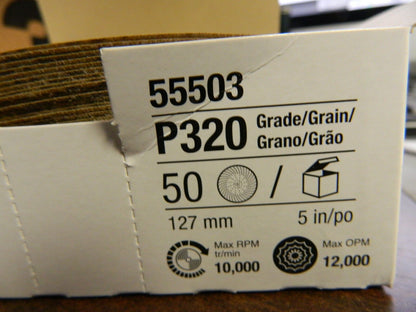 55503
P320 Grade/Grain/
Grano/Grão
50 /
127 mm 5 in/po
Max RPM
tr/min
10,000
Max OPM
12,000